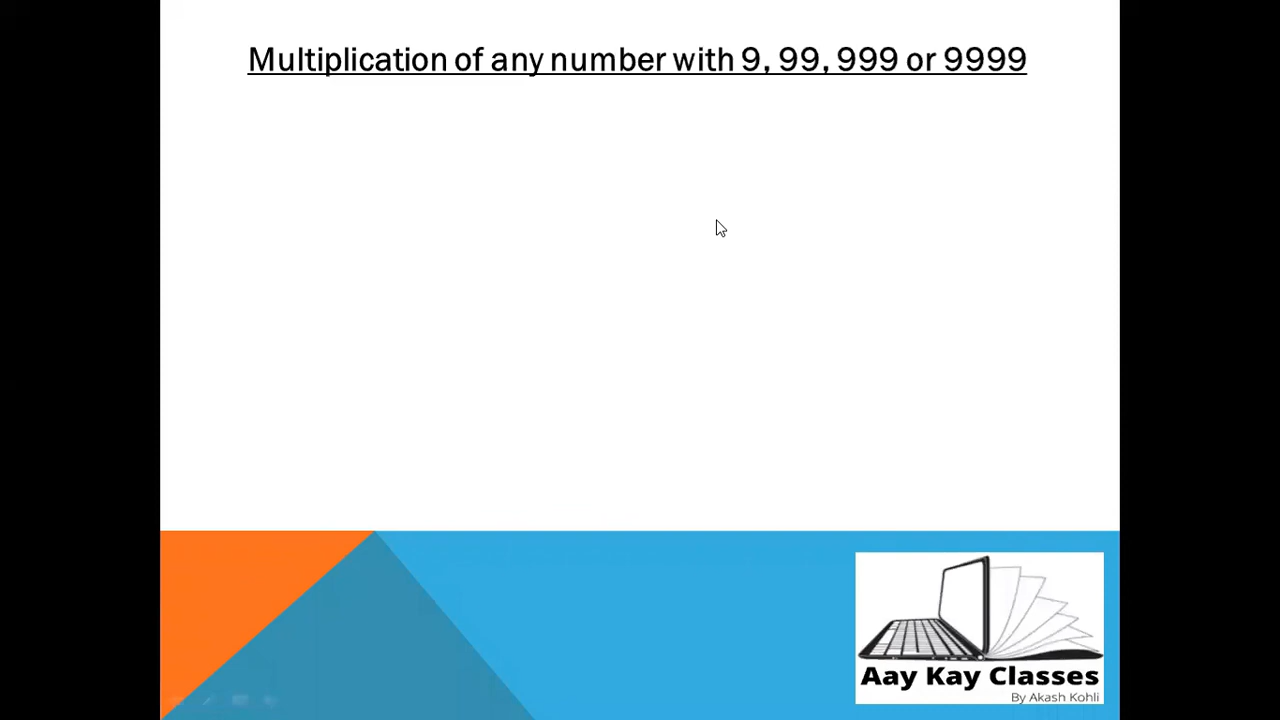 Multiplication of any number with 9, 99, 999 or 9999
Aay Kay Classes
By Akash Kohli